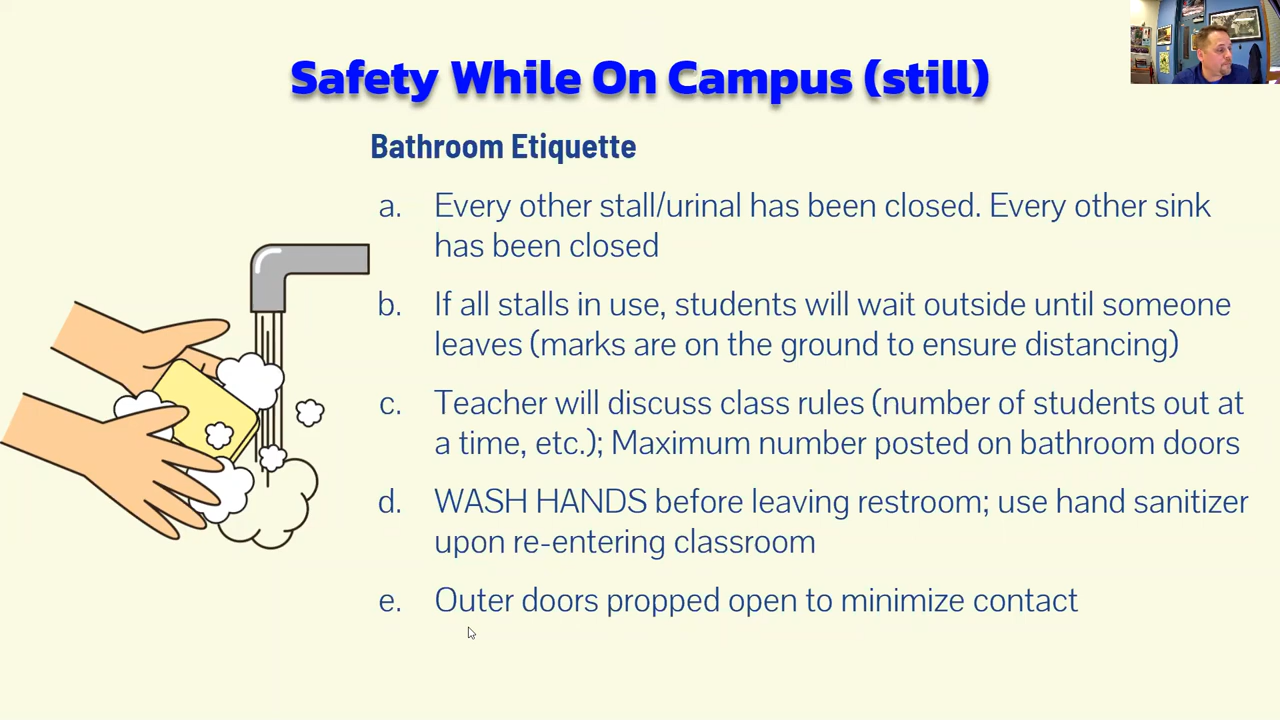 Safety While On Campus (still)
Bathroom Etiquette
a. Every other stall/urinal has been closed. Every other sink
has been closed
b. If all stalls in use, students will wait outside until someone
leaves (marks are on the ground to ensure distancing)
c. Teacher will discuss class rules (number of students out at
a time, etc.); Maximum number posted on bathroom doors
d. WASH HANDS before leaving restroom; use hand sanitizer
upon re-entering classroom
e. Outer doors propped open to minimize contact